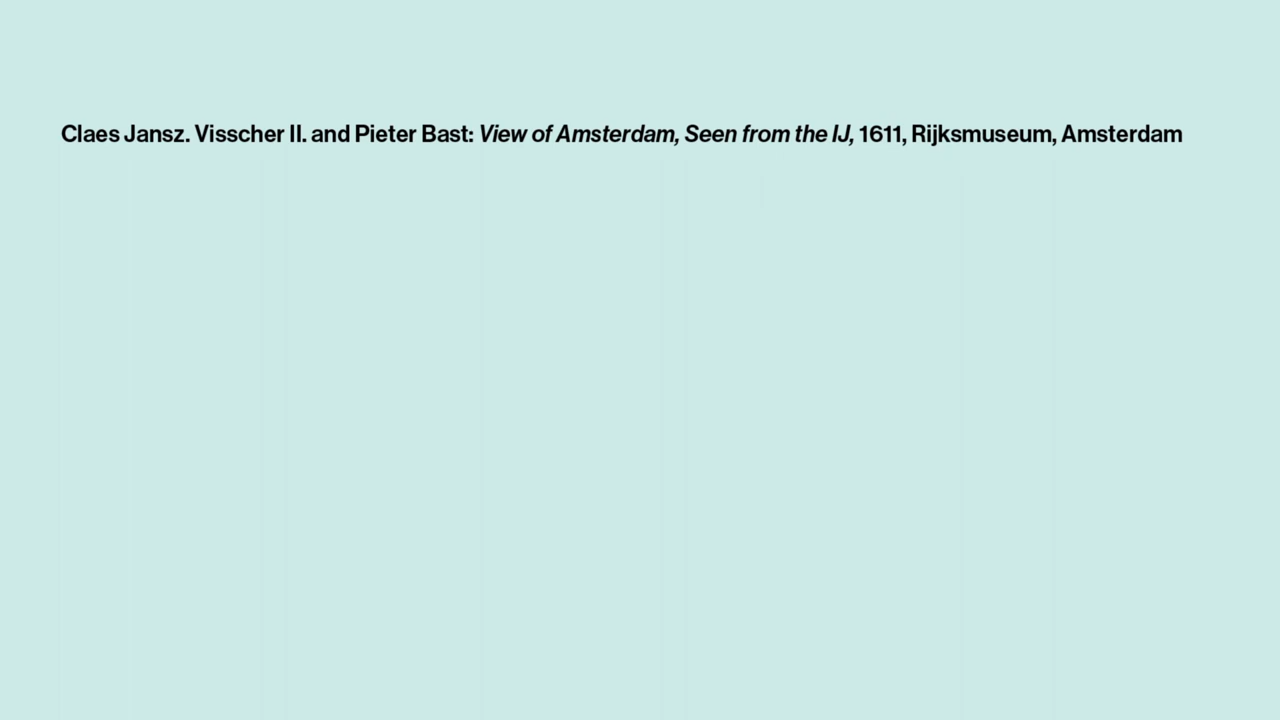 Claes Jansz. Visscher II. and Pieter Bast: View of Amsterdam, Seen from the IJ, 1611, Rijksmuseum, Amsterdam